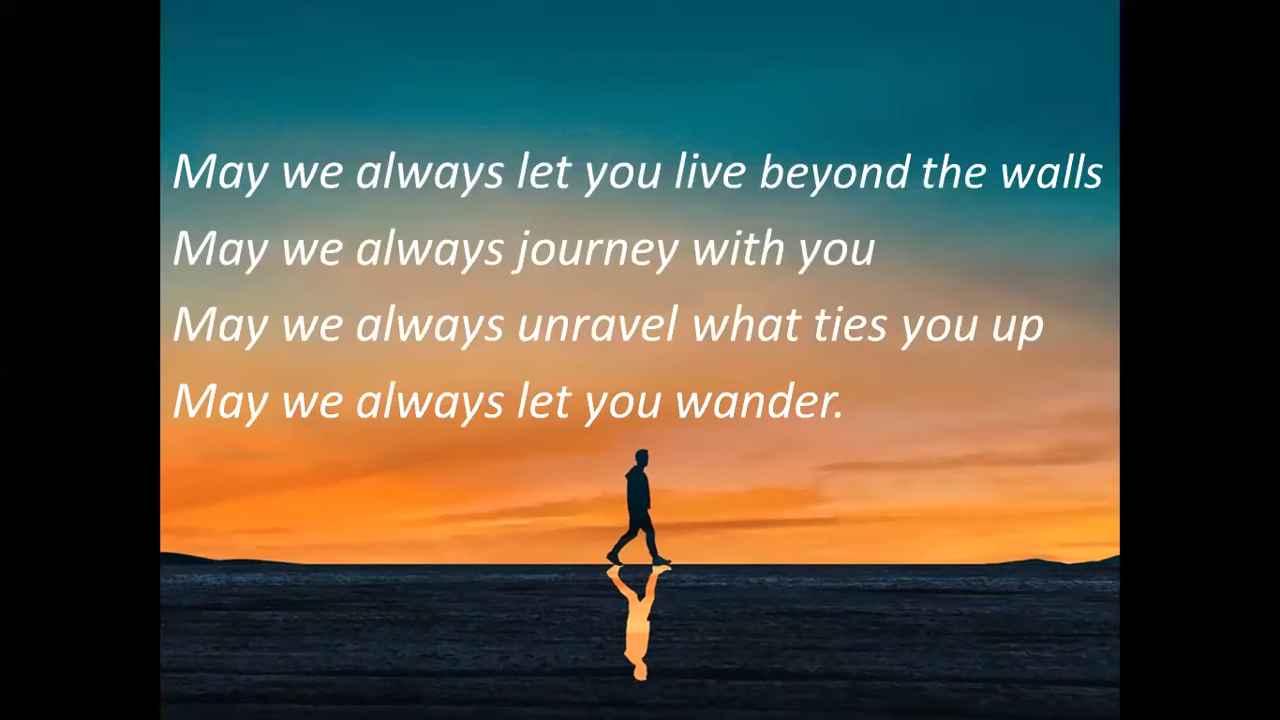 May we always let you live beyond the walls
May we always journey with you
May we always unravel what ties you up
May we always let you wander.